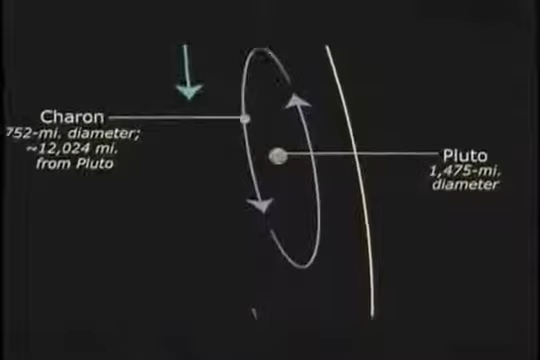 Charon
752-mi. diameter;
~12,024 mi.
from Pluto
Pluto
1,475-mi.
diameter